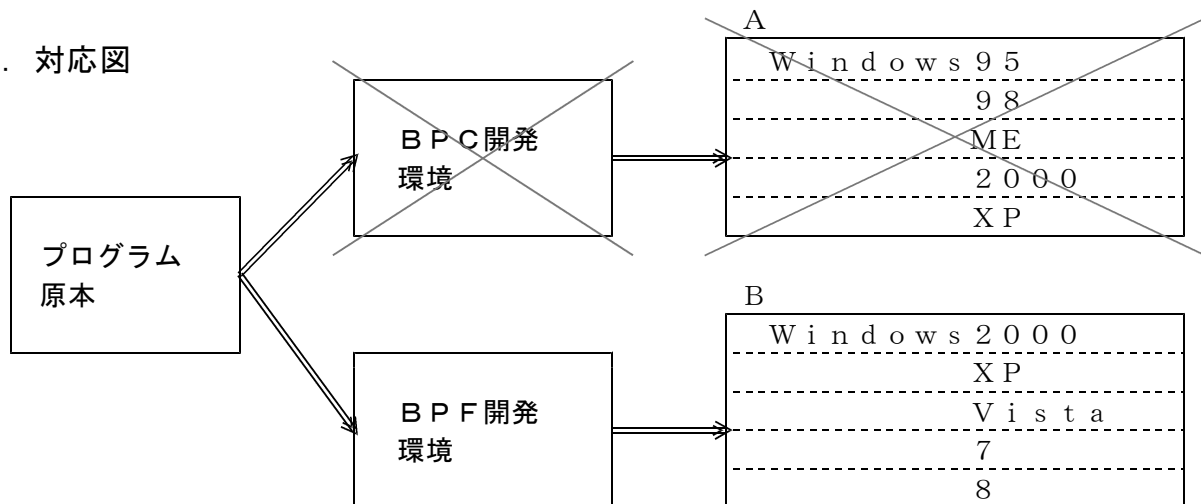 ．対応図
A
Ｗｉｎｄｏｗｓ９５
９８
ＭＥ
２０００
ＸＰ
ＢＰＣ開発
環境
プログラム
原本
B
Ｗｉｎｄｏｗｓ２０００
ＸＰ
Ｖｉｓｔａ
７
８
ＢＰＦ開発
環境